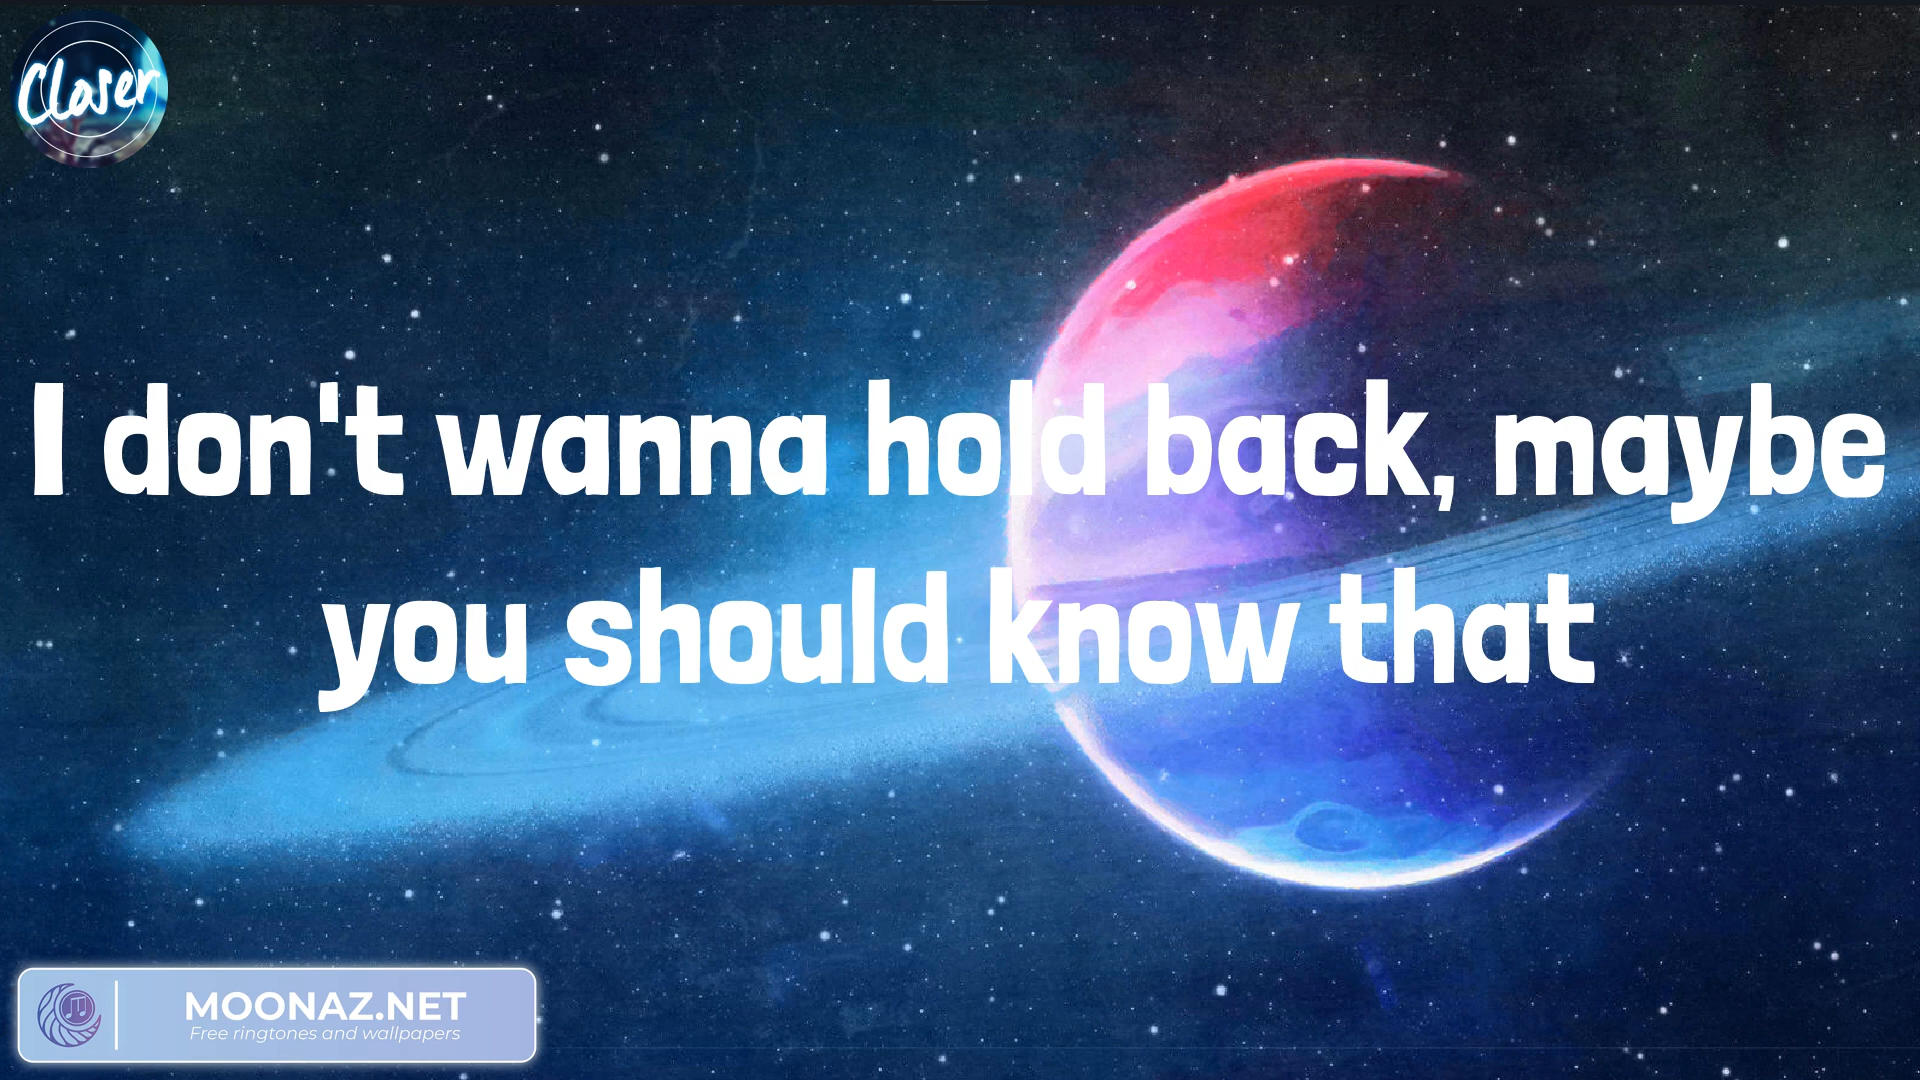 Closer
I don't wanna hold back, maybe
you should know that
MOONAZ.NET
Free ringtones and wallpapers